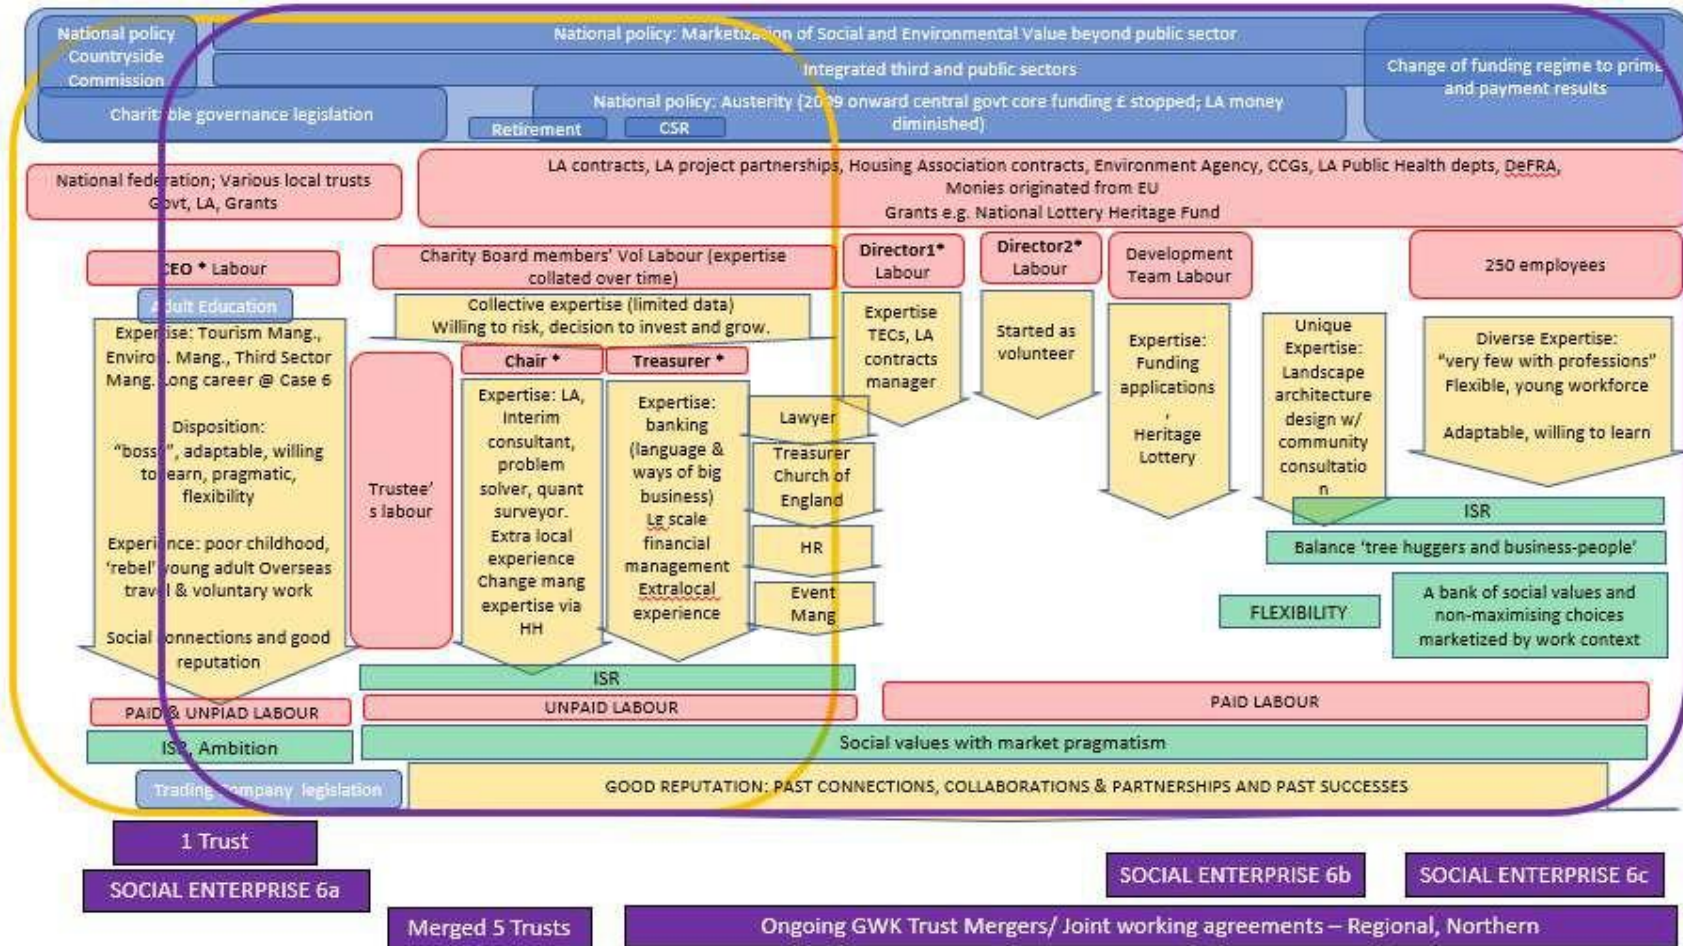 National policy
Countryside
Commission
National policy: Marketization of Social and Environmental Value beyond public sector
Integrated third and public sectors
Change of funding regime to prime
and payment results
Charitable governance legislation
National policy: Austerity (2009 onward central govt core funding £ stopped; LA money
diminished)
Retirement
CSR
National federation; Various local trusts
Govt, LA, Grants
LA contracts, LA project partnerships, Housing Association contracts, Environment Agency, CCGs, LA Public Health depts, DeFRA,
Monies originated from EU
Grants e.g. National Lottery Heritage Fund
CEO * Labour
Charity Board members' Vol Labour (expertise
collated over time)
Director1*
Labour
Director2*
Labour
Development
Team Labour
250 employees
Adult Education
Expertise: Tourism Mang.,
Environ. Mang., Third Sector
Mang. Long career @ Case 6
Disposition:
"bossy", adaptable, willing
to learn, pragmatic,
flexibility
Experience: poor childhood,
'rebel' young adult Overseas
travel & voluntary work
Social connections and good
reputation
Trustee'
s labour
Collective expertise (limited data)
Willing to risk, decision to invest and grow.
Chair *
Expertise: LA,
Interim
consultant,
problem
solver, quant
surveyor.
Extra local
experience
Change mang
expertise via
HH
Treasurer *
Expertise:
banking
(language &
ways of big
business)
Lg scale
financial
management
Extralocal
experience
Lawyer
Treasurer
Church of
England
HR
Event
Mang
Expertise
TECs, LA
contracts
manager
Started as
volunteer
Expertise:
Funding
applications
,
Heritage
Lottery
Unique
Expertise:
Landscape
architecture
design w/
community
consultatio
n
Diverse Expertise:
"very few with professions"
Flexible, young workforce
Adaptable, willing to learn
ISR
Balance 'tree huggers and business-people'
FLEXIBILITY
A bank of social values and
non-maximising choices
marketized by work context
ISR
PAID & UNPIAD LABOUR
UNPAID LABOUR
PAID LABOUR
ISR, Ambition
Social values with market pragmatism
Trading company legislation
GOOD REPUTATION: PAST CONNECTIONS, COLLABORATIONS & PARTNERSHIPS AND PAST SUCCESSES
1 Trust
SOCIAL ENTERPRISE 6a
SOCIAL ENTERPRISE 6b
SOCIAL ENTERPRISE 6c
Merged 5 Trusts
Ongoing GWK Trust Mergers/ Joint working agreements – Regional, Northern